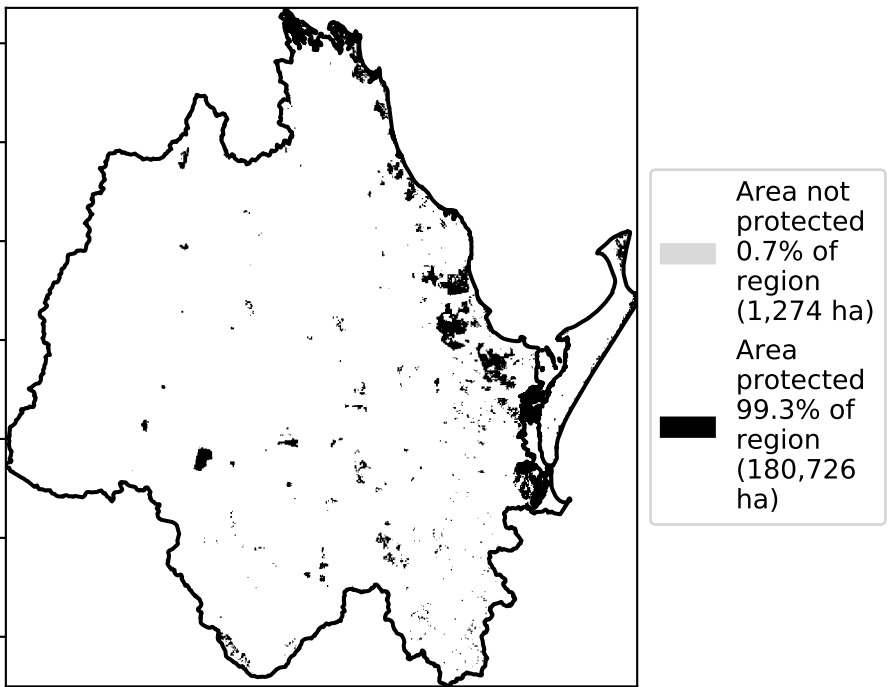 Area not
protected
0.7% of
region
(1,274 ha)
Area
protected
99.3% of
region
(180,726
ha)